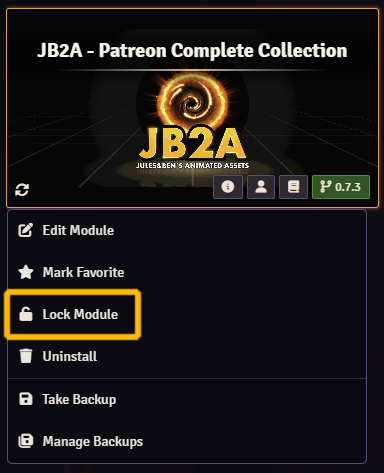 JB2A - Patreon Complete Collection
JB2A
JULES&BEN'S ANIMATED ASSETS
0.7.3
Edit Module
Mark Favorite
Lock Module
Uninstall
Take Backup
Manage Backups